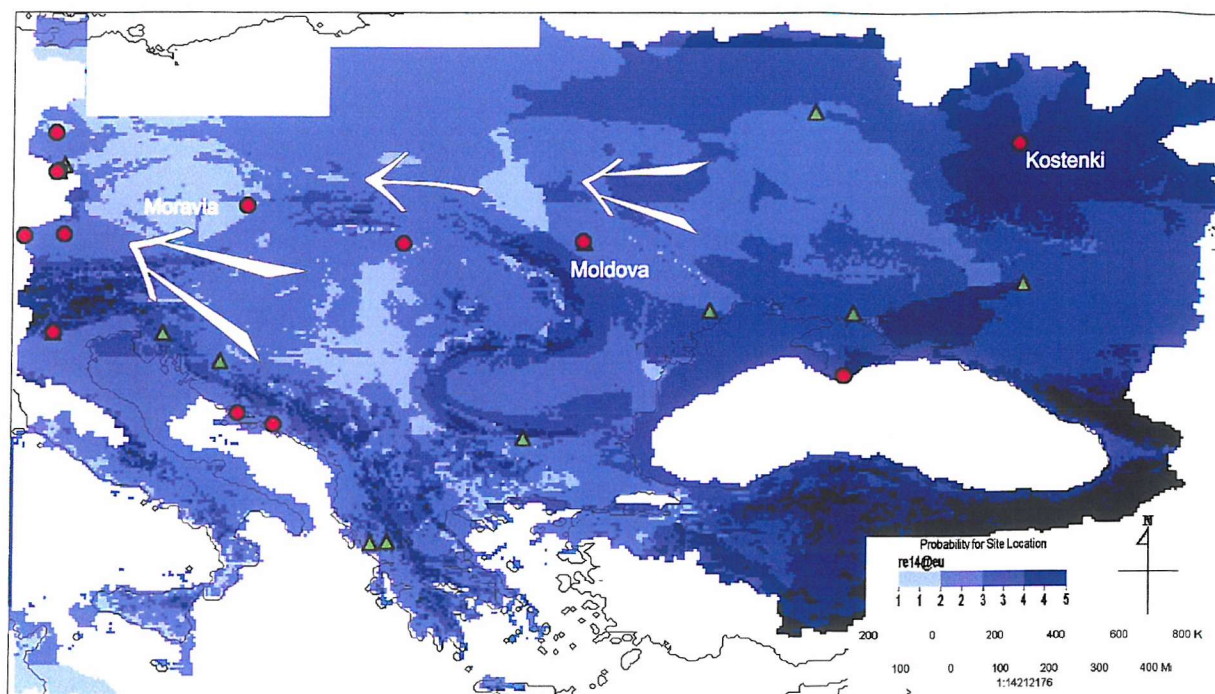 Kostenki
Moravia
Moldova
N
Probability for Site Location
re14@eu
1 1 2 2 3 3 4 4 5
200 0 200 400 600 800 K
100 0 100 200 300 400 Mi
1:14212176